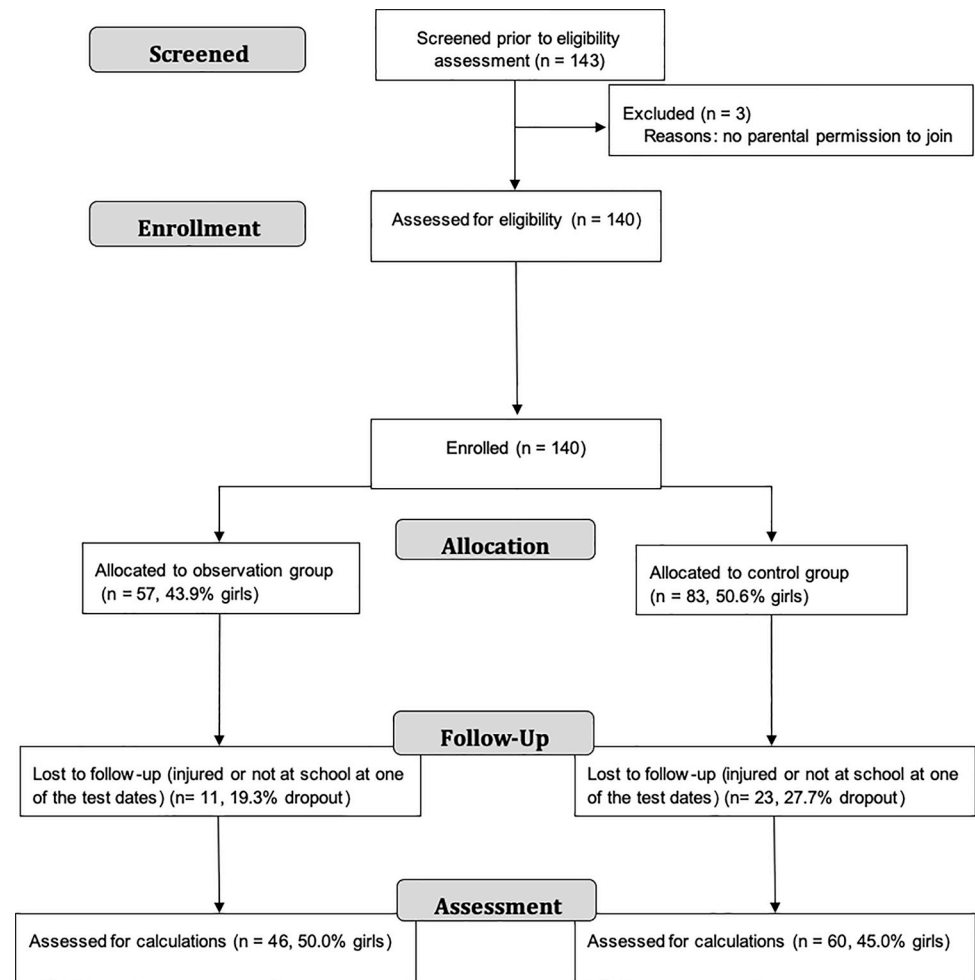 Screened
Screened prior to eligibility
assessment (n = 143)
Excluded (n = 3)
Reasons: no parental permission to join
Enrollment
Assessed for eligibility (n = 140)
Enrolled (n = 140)
Allocation
Allocated to observation group
(n = 57, 43.9% girls)
Allocated to control group
(n = 83, 50.6% girls)
Follow-Up
Lost to follow-up (injured or not at school at one
of the test dates) (n= 11, 19.3% dropout)
Lost to follow-up (injured or not at school at one
of the test dates) (n= 23, 27.7% dropout)
Assessment
Assessed for calculations (n = 46, 50.0% girls)
Assessed for calculations (n = 60, 45.0% girls)